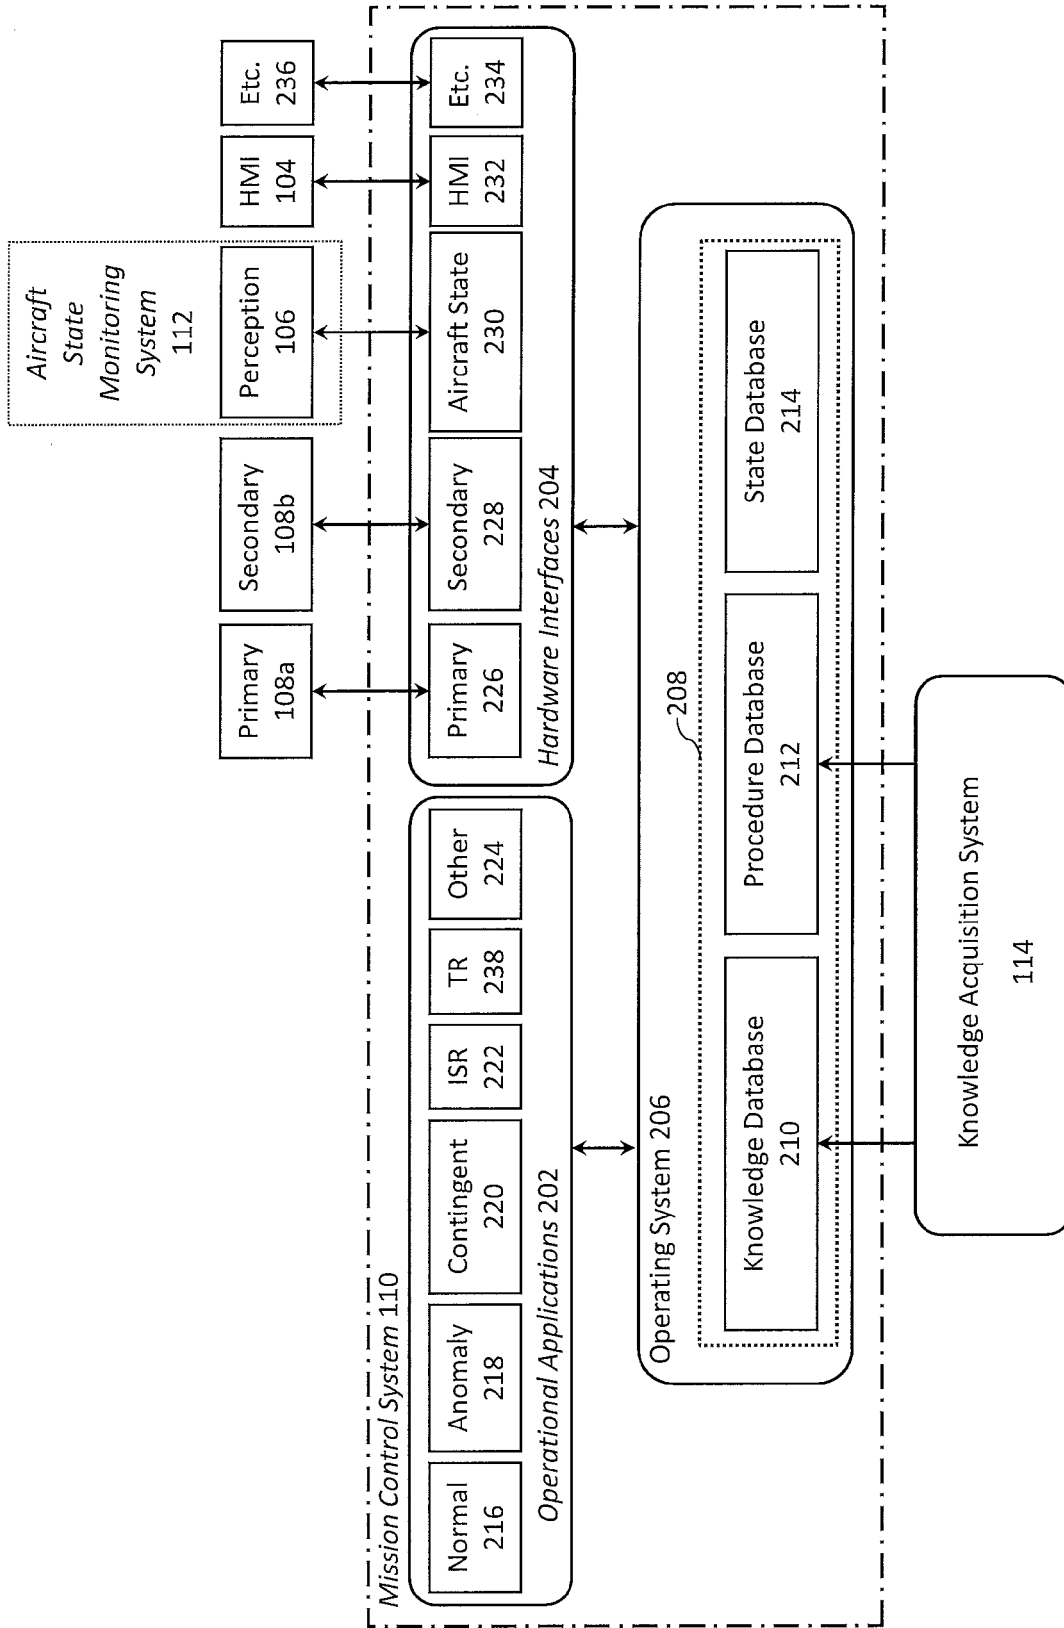 Aircraft
State
Monitoring
System
112
Primary
108a
Secondary
108b
Perception
106
HMI
104
Etc.
236
Mission Control System 110
Normal
216
Anomaly
218
Contingent
220
ISR
222
TR
238
Other
224
Operational Applications 202
Primary
226
Secondary
228
Aircraft State
230
HMI
232
Etc.
234
Hardware Interfaces 204
Operating System 206
208
Knowledge Database
210
Procedure Database
212
State Database
214
Knowledge Acquisition System
114